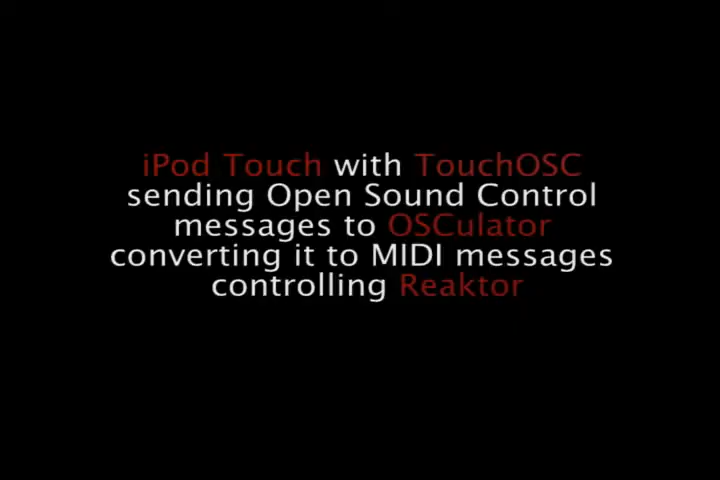 iPod Touch with TouchOSC
sending Open Sound Control
messages to OSCulator
converting it to MIDI messages
controlling Reaktor